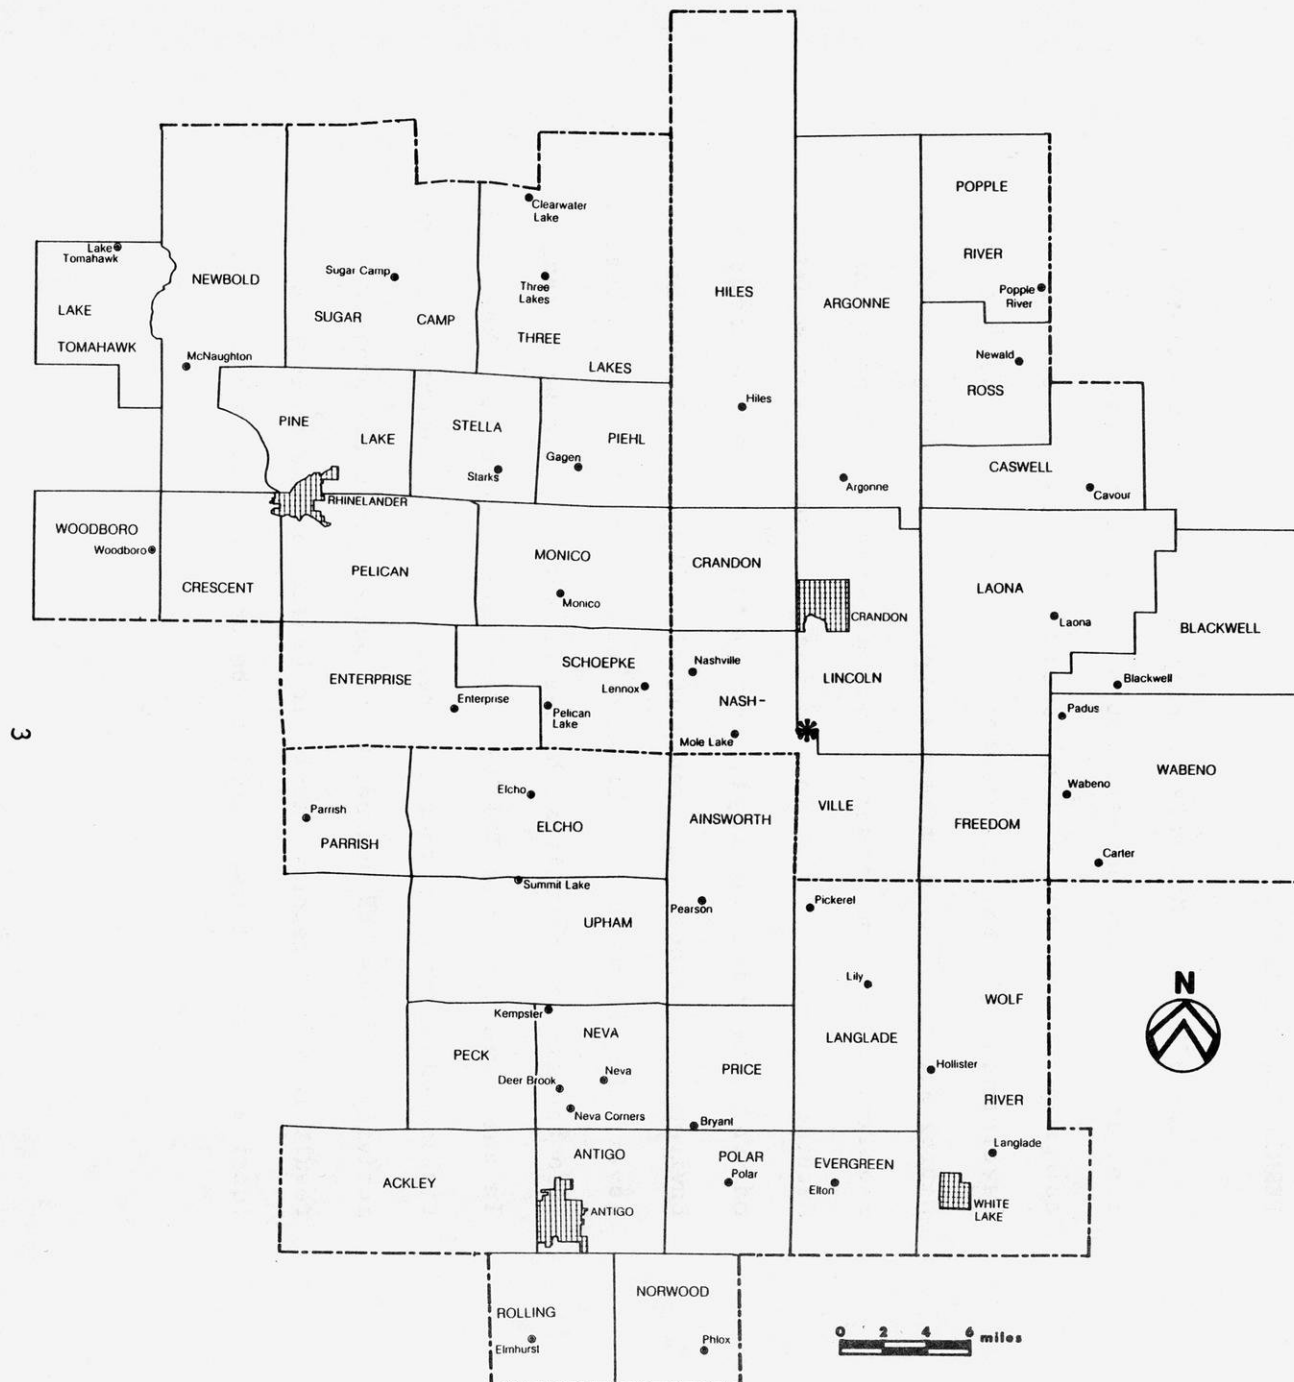 POPPLE
RIVER
Popple
River
Clearwater
Lake
Lake
Tomahawk
LAKE
TOMAHAWK
NEWBOLD
McNaughton
Sugar Camp
SUGAR
CAMP
Three
Lakes
THREE
LAKES
HILES
Hiles
ARGONNE
Argonne
Newald
ROSS
CASWELL
Cavour
PINE
LAKE
RHINELANDER
STELLA
Starks
PIEHL
Gagen
WOODBORO
Woodboro
CRESCENT
PELICAN
MONICO
Monico
CRANDON
CRANDON
LAONA
Laona
BLACKWELL
Blackwell
ENTERPRISE
Enterprise
SCHOEPKE
Lennox
Pelican
Lake
Nashville
NASH-
Mole Lake
LINCOLN
Padus
WABENO
Wabeno
Carter
3
Parrish
PARRISH
Elcho
ELCHO
AINSWORTH
VILLE
FREEDOM
Summit Lake
UPHAM
Pearson
Pickerel
Lily
LANGLADE
WOLF
RIVER
Hollister
Langlade
WHITE
LAKE
N
Kempster
NEVA
Neva
PECK
Deer Brook
Neva Corners
PRICE
Bryant
ACKLEY
ANTIGO
ANTIGO
POLAR
Polar
EVERGREEN
Elton
ROLLING
Elmhurst
NORWOOD
Phlox
0 2 4 6 miles